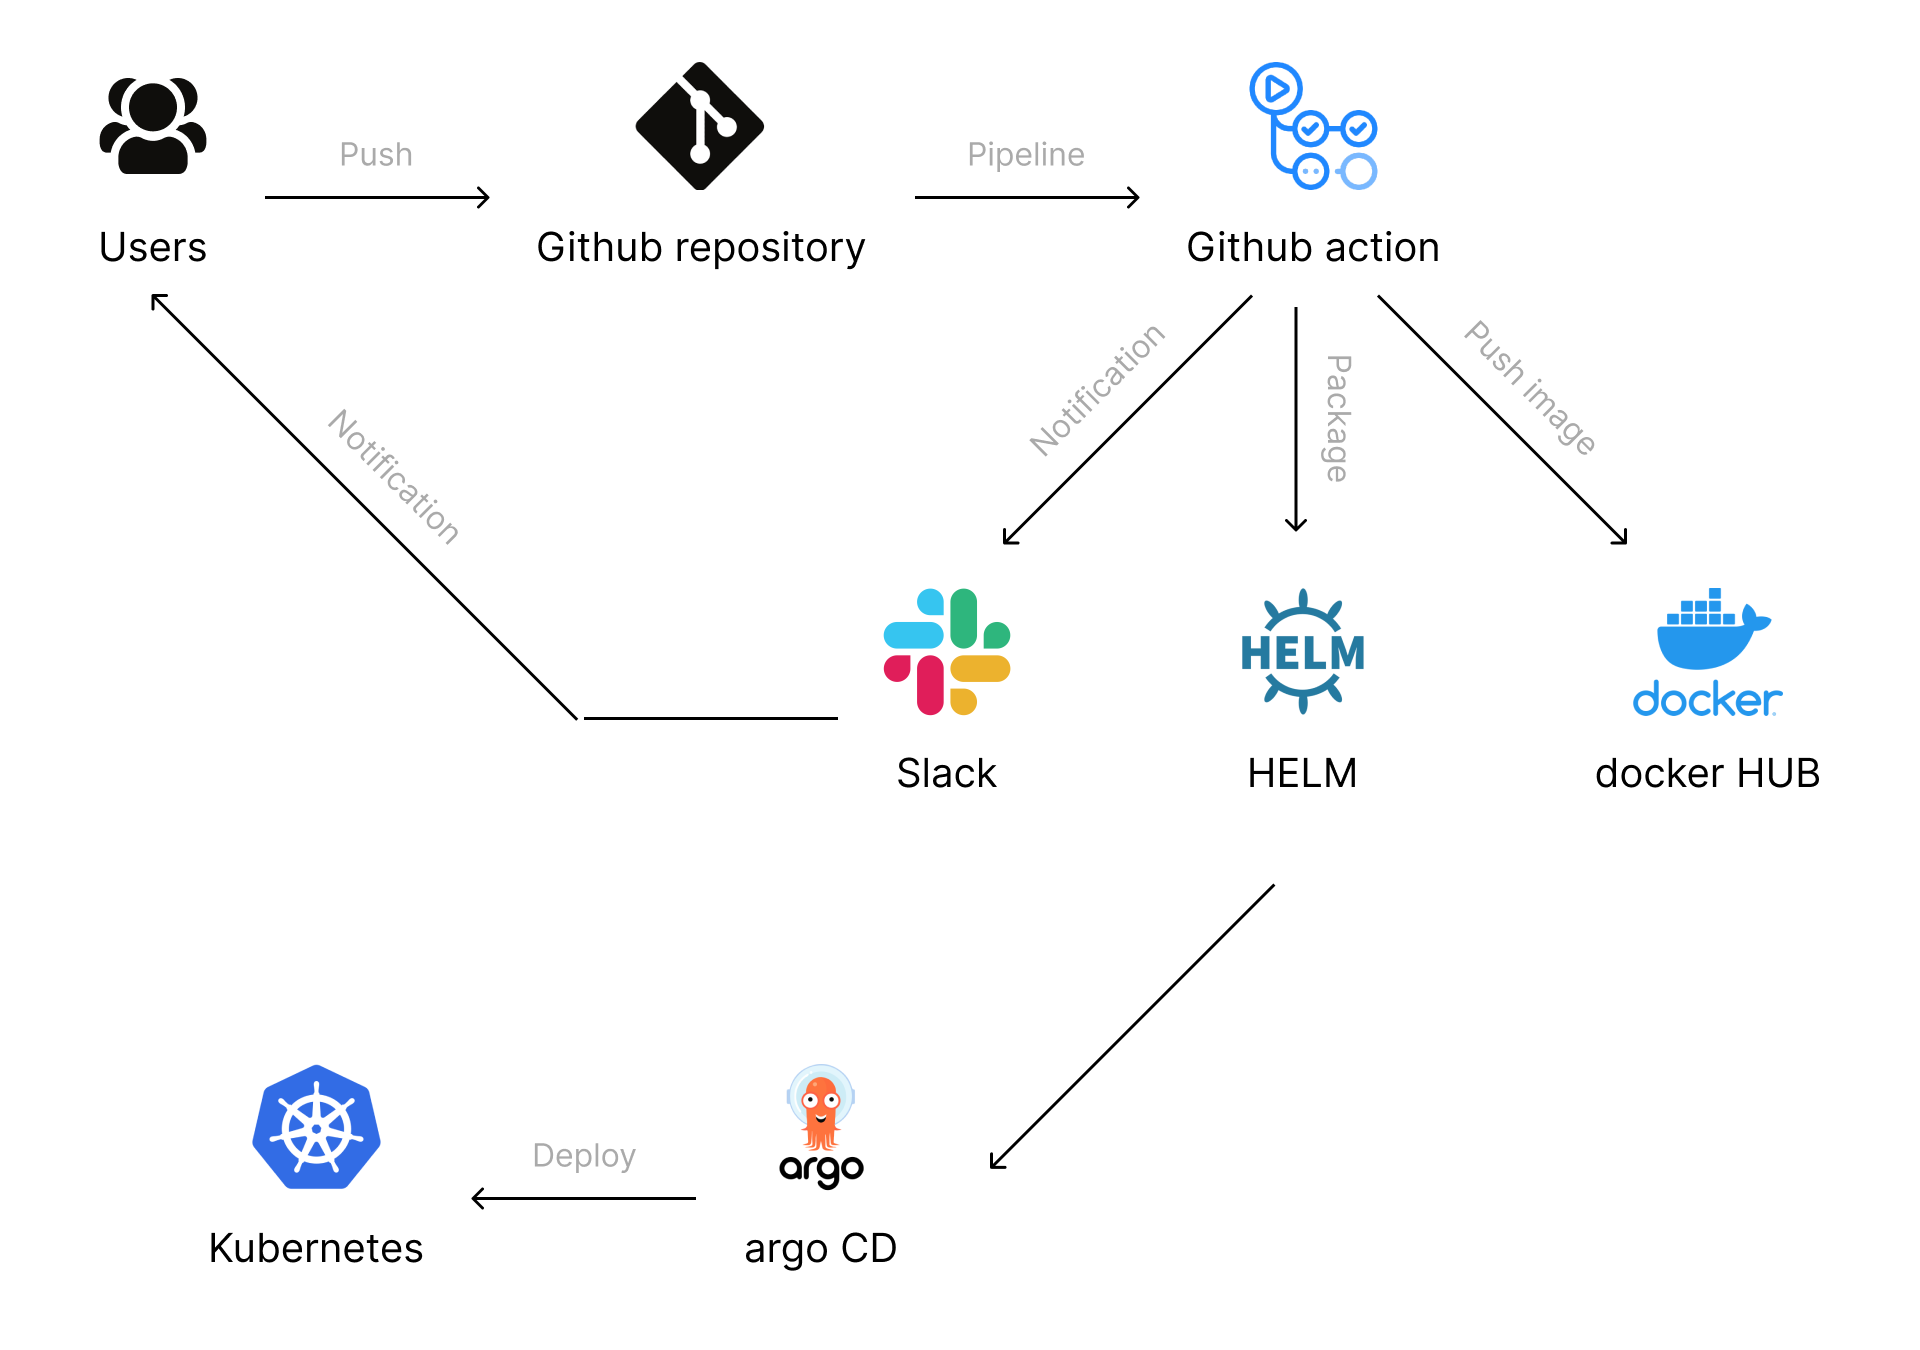 Push
Pipeline
Users
Github repository
Github action
Notification
Package
Push image
Notification
HELM
docker
Slack
HELM
docker HUB
Deploy
argo
Kubernetes
argo CD